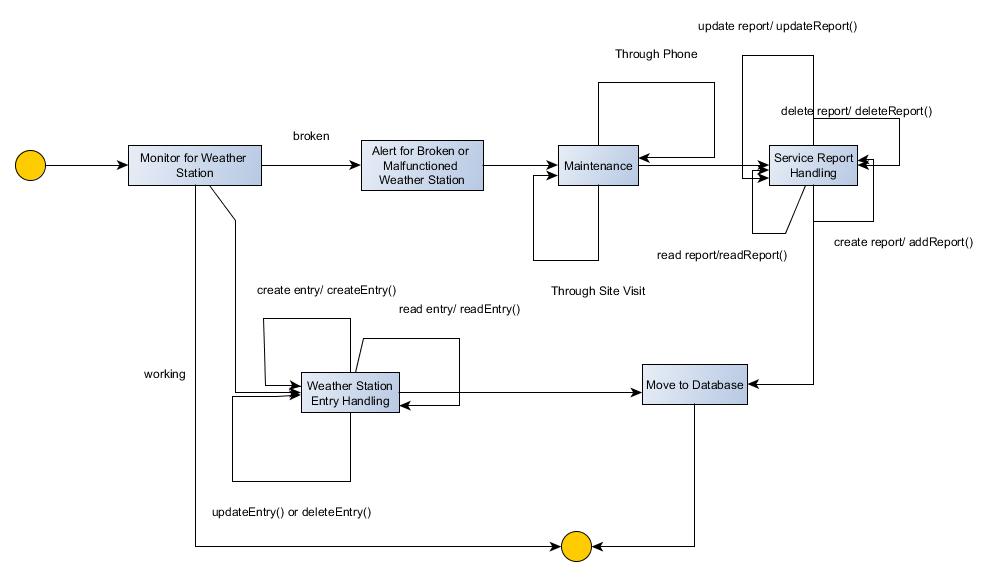 update report/ updateReport()
Through Phone
delete report/ deleteReport()
broken
Monitor for Weather
Station
Alert for Broken or
Malfunctioned
Weather Station
Maintenance
Service Report
Handling
create report/ addReport()
read report/readReport()
Through Site Visit
create entry/ createEntry()
read entry/ readEntry()
working
Weather Station
Entry Handling
Move to Database
updateEntry() or deleteEntry()